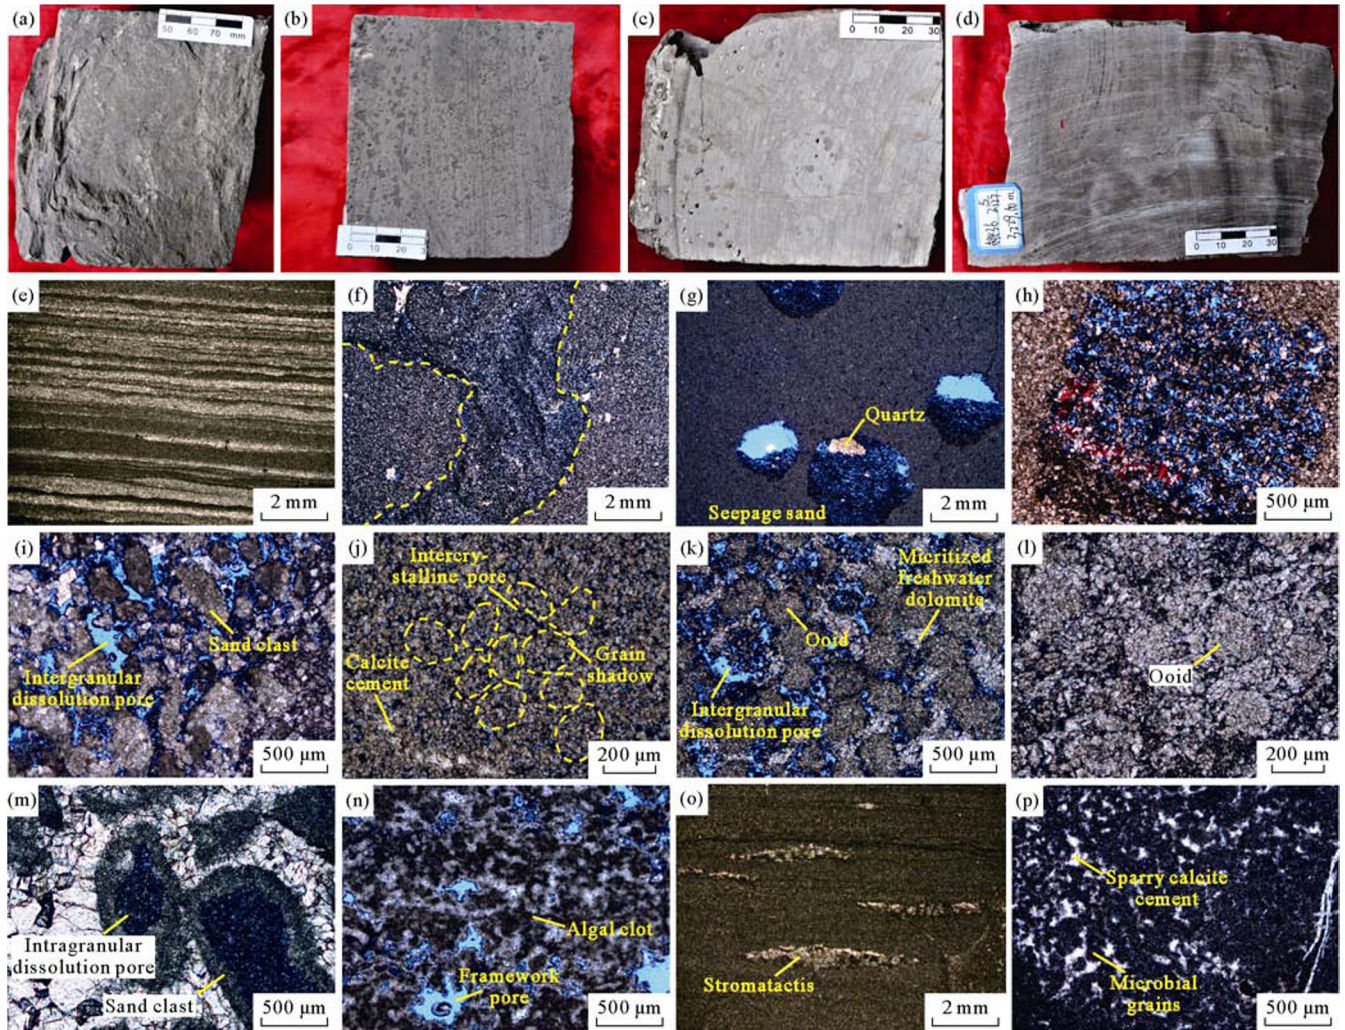 (a)
50 60 70 mm
(b)
0 10 20 3
(c)
0 10 20 30
(d)
0 10 20 30
(e)
2 mm
(f)
2 mm
(g)
Quartz
Seepage sand
2 mm
(h)
500 μm
(i)
Sand clast
Intergranular
dissolution pore
500 μm
(j)
Intercry-
stalline pore
Calcite
cement
Grain
shadow
200 μm
(k)
Micritized
freshwater
dolomite
Ooid
Intergranular
dissolution pore
500 μm
(l)
Ooid
200 μm
(m)
Intragranular
dissolution pore
Sand clast
500 μm
(n)
Algal clot
Framework
pore
500 μm
(o)
Stromatactis
2 mm
(p)
Sparry calcite
cement
Microbial
grains
500 μm